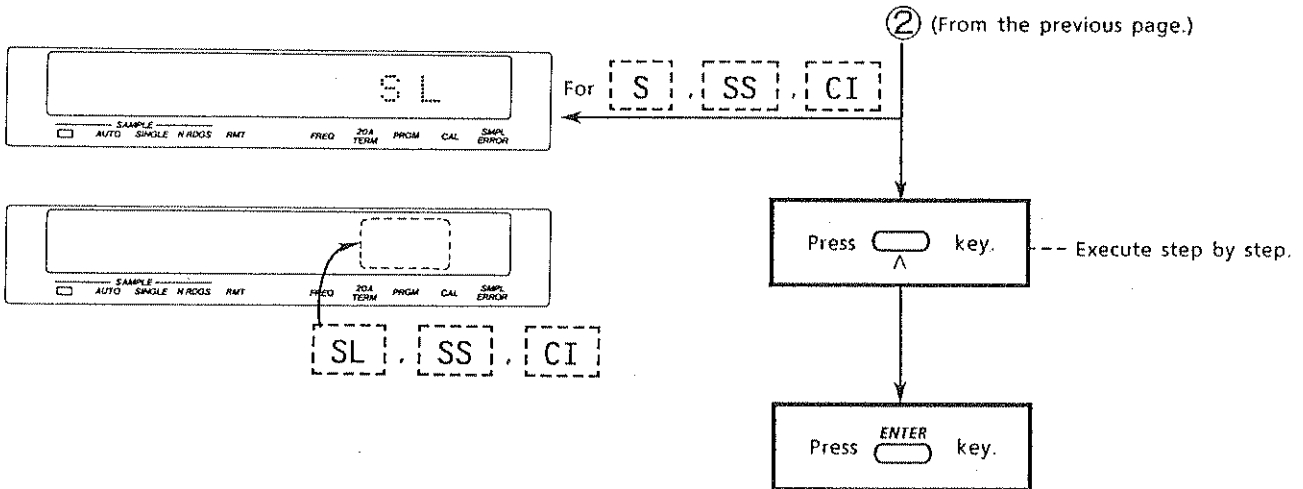 ② (From the previous page.)
S L
For S , SS , CI
SAMPLE
AUTO SINGLE N RDGS RMT FREQ 20A TERM PRGM CAL SMPL ERROR
Press ∧ key. --- Execute step by step.
SAMPLE
AUTO SINGLE N RDGS RMT FREQ 20A TERM PRGM CAL SMPL ERROR
SL , SS , CI
Press ENTER key.